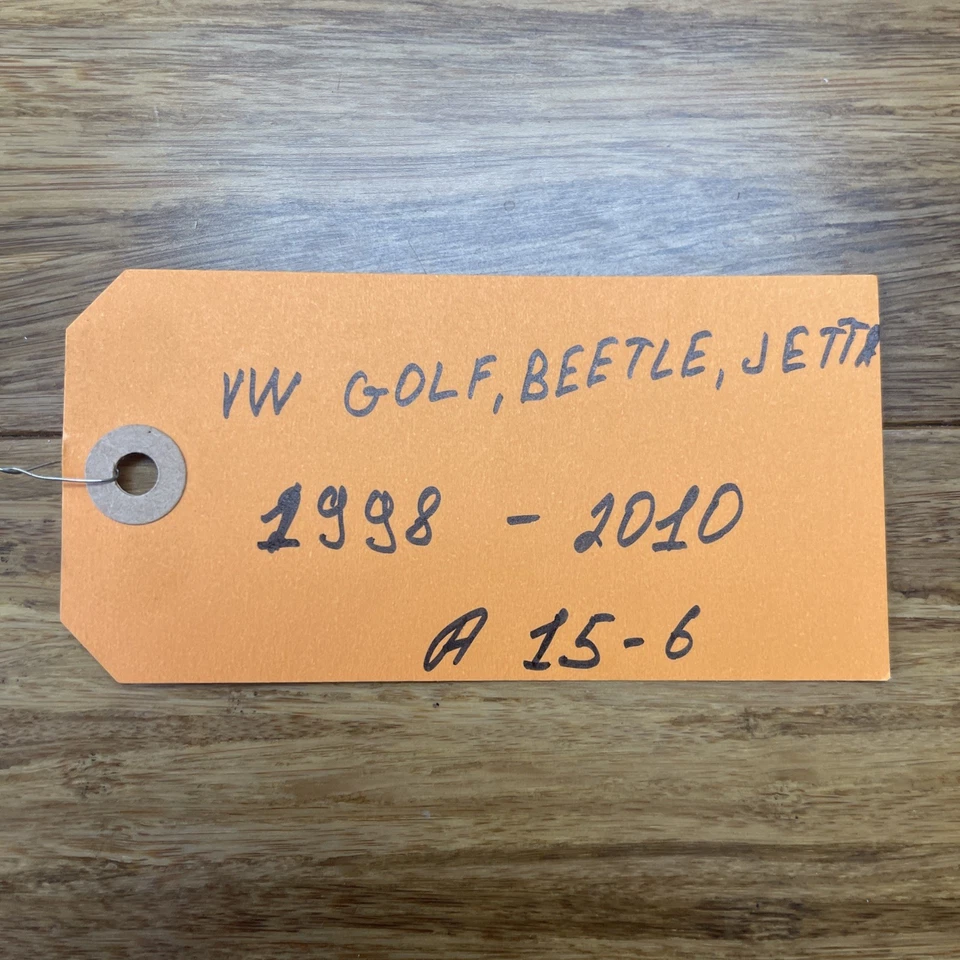 VW GOLF, BEETLE, JETTA
1998 - 2010
A 15-6